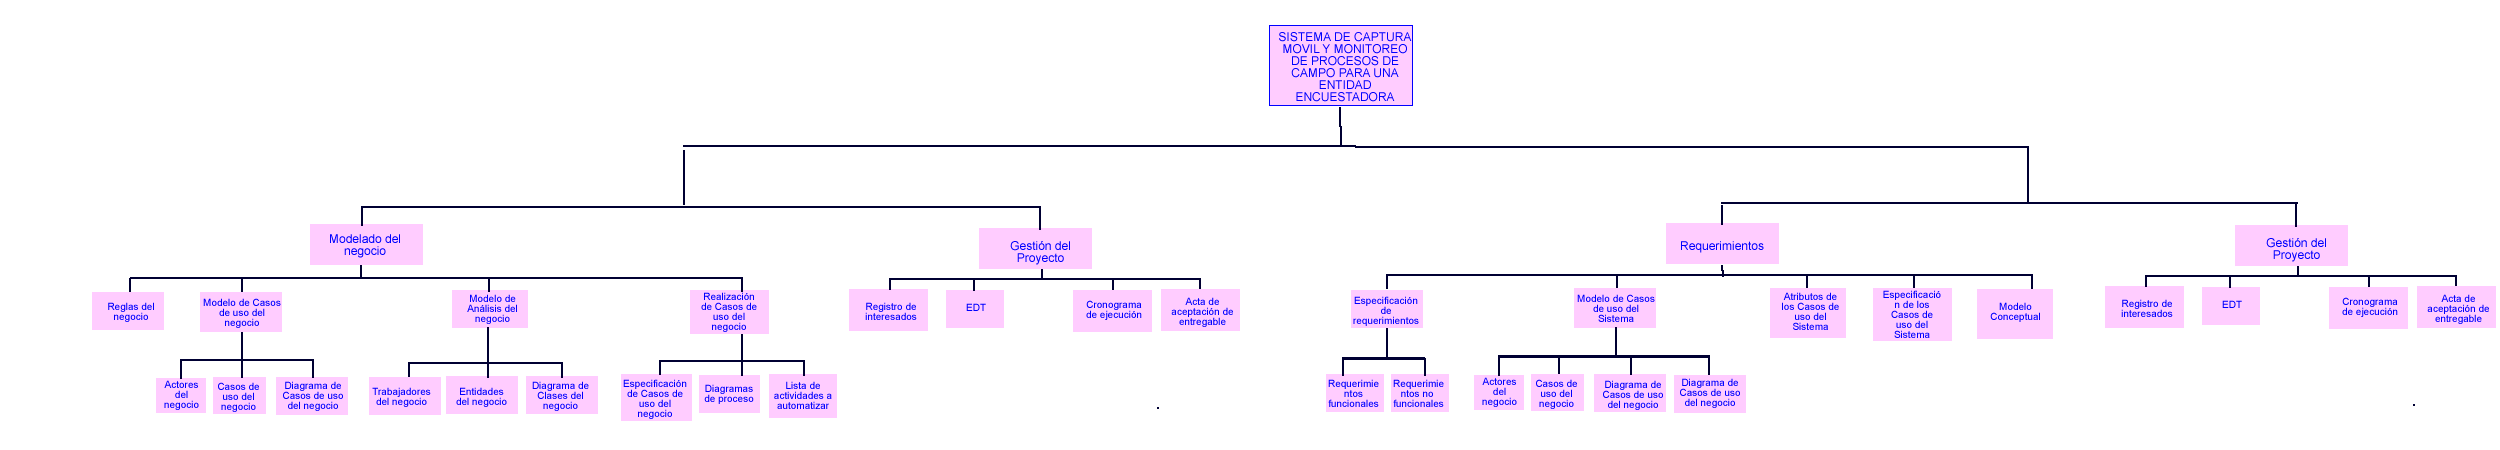 SISTEMA DE CAPTURA
MOVIL Y MONITOREO
DE PROCESOS DE
CAMPO PARA UNA
ENTIDAD
ENCUESTADORA
Modelado del
negocio
Gestión del
Proyecto
Requerimientos
Gestión del
Proyecto
Reglas del
negocio
Modelo de Casos
de uso del
negocio
Modelo de
Análisis del
negocio
Realización
de Casos de
uso del
negocio
Registro de
interesados
EDT
Cronograma
de ejecución
Acta de
aceptación de
entregable
Especificación
de
requerimientos
Modelo de Casos
de uso del
Sistema
Atributos de
los Casos de
uso del
Sistema
Especificació
n de los
Casos de
uso del
Sistema
Modelo
Conceptual
Registro de
interesados
EDT
Cronograma
de ejecución
Acta de
aceptación de
entregable
Actores
del
negocio
Casos de
uso del
negocio
Diagrama de
Casos de uso
del negocio
Trabajadores
del negocio
Entidades
del negocio
Diagrama de
Clases del
negocio
Especificación
de Casos de
uso del
negocio
Diagramas
de proceso
Lista de
actividades a
automatizar
Requerimie
ntos
funcionales
Requerimie
ntos no
funcionales
Actores
del
negocio
Casos de
uso del
negocio
Diagrama de
Casos de uso
del negocio
Diagrama de
Casos de uso
del negocio